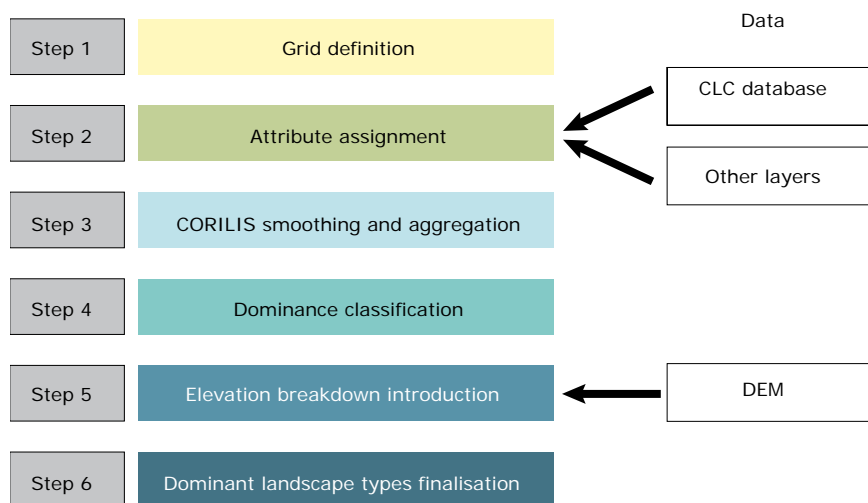 Data
Step 1 Grid definition
CLC database
Step 2 Attribute assignment
Other layers
Step 3 CORILIS smoothing and aggregation
Step 4 Dominance classification
Step 5 Elevation breakdown introduction
DEM
Step 6 Dominant landscape types finalisation